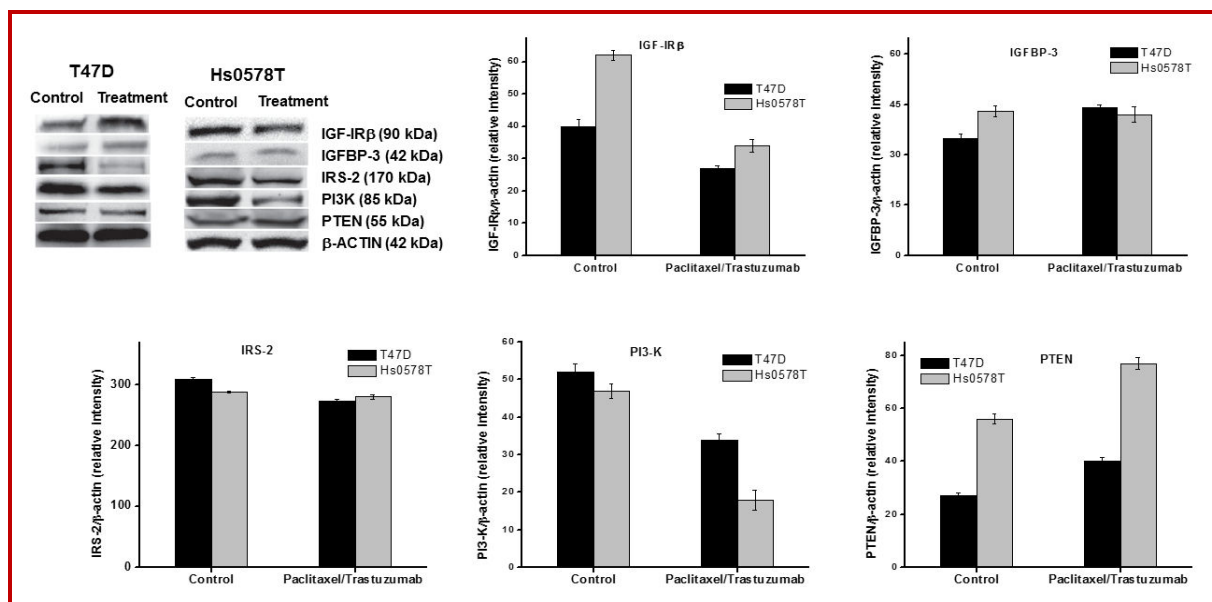 T47D
Hs0578T
Control Treatment
Control Treatment
IGF-IRβ (90 kDa)
IGFBP-3 (42 kDa)
IRS-2 (170 kDa)
PI3K (85 kDa)
PTEN (55 kDa)
β-ACTIN (42 kDa)
IGF-IRβ
T47D
Hs0578T
IGF-IRβ/β-actin (relative Intensity)
60
40
30
20
10
0
Control
Paclitaxel/Trastuzumab
IGFBP-3
T47D
Hs0578T
IGFBP-3/β-actin (relative Intensity)
60
45
30
15
0
Control
Paclitaxel/Trastuzumab
IRS-2
T47D
Hs0578T
IRS-2/β-actin (relative Intensity)
300
200
100
0
Control
Paclitaxel/Trastuzumab
PI3-K
T47D
Hs0578T
PI3-K/β-actin (relative Intensity)
60
50
40
30
20
10
0
Control
Paclitaxel/Trastuzumab
PTEN
T47D
Hs0578T
PTEN/β-actin (relative Intensity)
80
60
40
20
0
Control
Paclitaxel/Trastuzumab